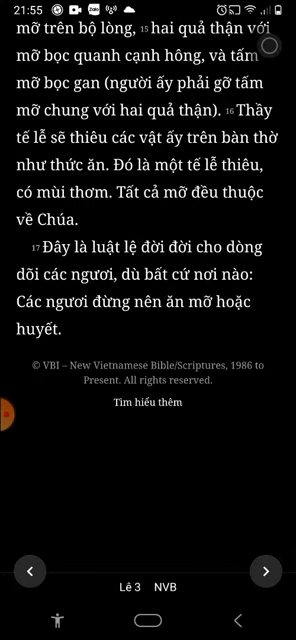 21:55
zalo
mỡ trên bộ lòng, 15 hai quả thận với
mỡ bọc quanh cạnh hông, và tấm
mỡ bọc gan (người ấy phải gỡ tấm
mỡ chung với hai quả thận). 16 Thầy
tế lễ sẽ thiêu các vật ấy trên bàn thờ
như thức ăn. Đó là một tế lễ thiêu,
có mùi thơm. Tất cả mỡ đều thuộc
về Chúa.
17 Đây là luật lệ đời đời cho dòng
dõi các ngươi, dù bất cứ nơi nào:
Các ngươi đừng nên ăn mỡ hoặc
huyết.
© VBI – New Vietnamese Bible/Scriptures, 1986 to
Present. All rights reserved.
Tìm hiểu thêm
Lê 3 NVB